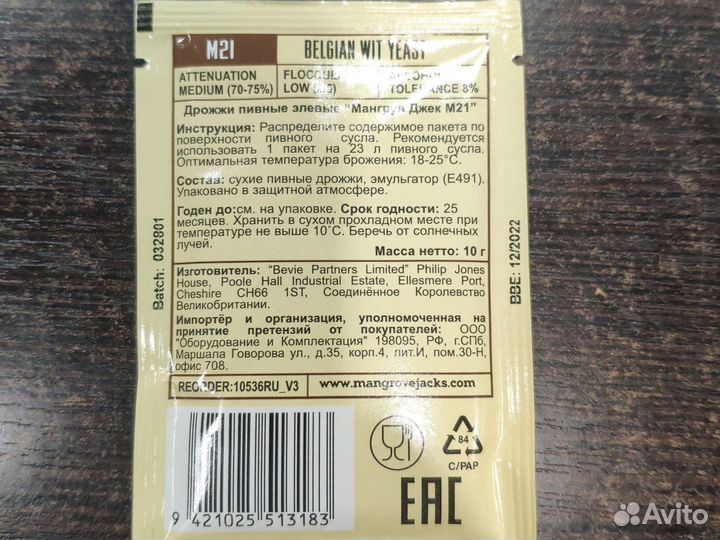 M21 BELGIAN WIT YEAST
ATTENUATION
MEDIUM (70-75%)
LOW
TOLERANCE 8%
Дрожжи пивные элевые "Мангрув Джек М21"
Инструкция: Распределите содержимое пакета по
поверхности пивного сусла. Рекомендуется
использовать 1 пакет на 23 л пивного сусла.
Оптимальная температура брожения: 18-25°C.
Состав: сухие пивные дрожжи, эмульгатор (Е491).
Упаковано в защитной атмосфере.
Годен до:см. на упаковке. Срок годности: 25
месяцев. Хранить в сухом прохладном месте при
температуре не выше 10°С. Беречь от солнечных
лучей.
Масса нетто: 10 г
Изготовитель: "Bevie Partners Limited" Philip Jones
House, Poole Hall Industrial Estate, Ellesmere Port,
Cheshire CH66 1ST, Соединённое Королевство
Великобритании.
Импортёр и организация, уполномоченная на
принятие претензий от покупателей: ООО
"Оборудование и Комплектация" 198095, РФ, г.СПб,
Маршала Говорова ул., д.35, корп.4, лит.И, пом.30-Н,
офис 708.
REORDER:10536RU_V3 www.mangrovejacks.com
Batch: 032801
BBE: 12/2022
9 421025 513183
84
C/PAP
EAC
Avito